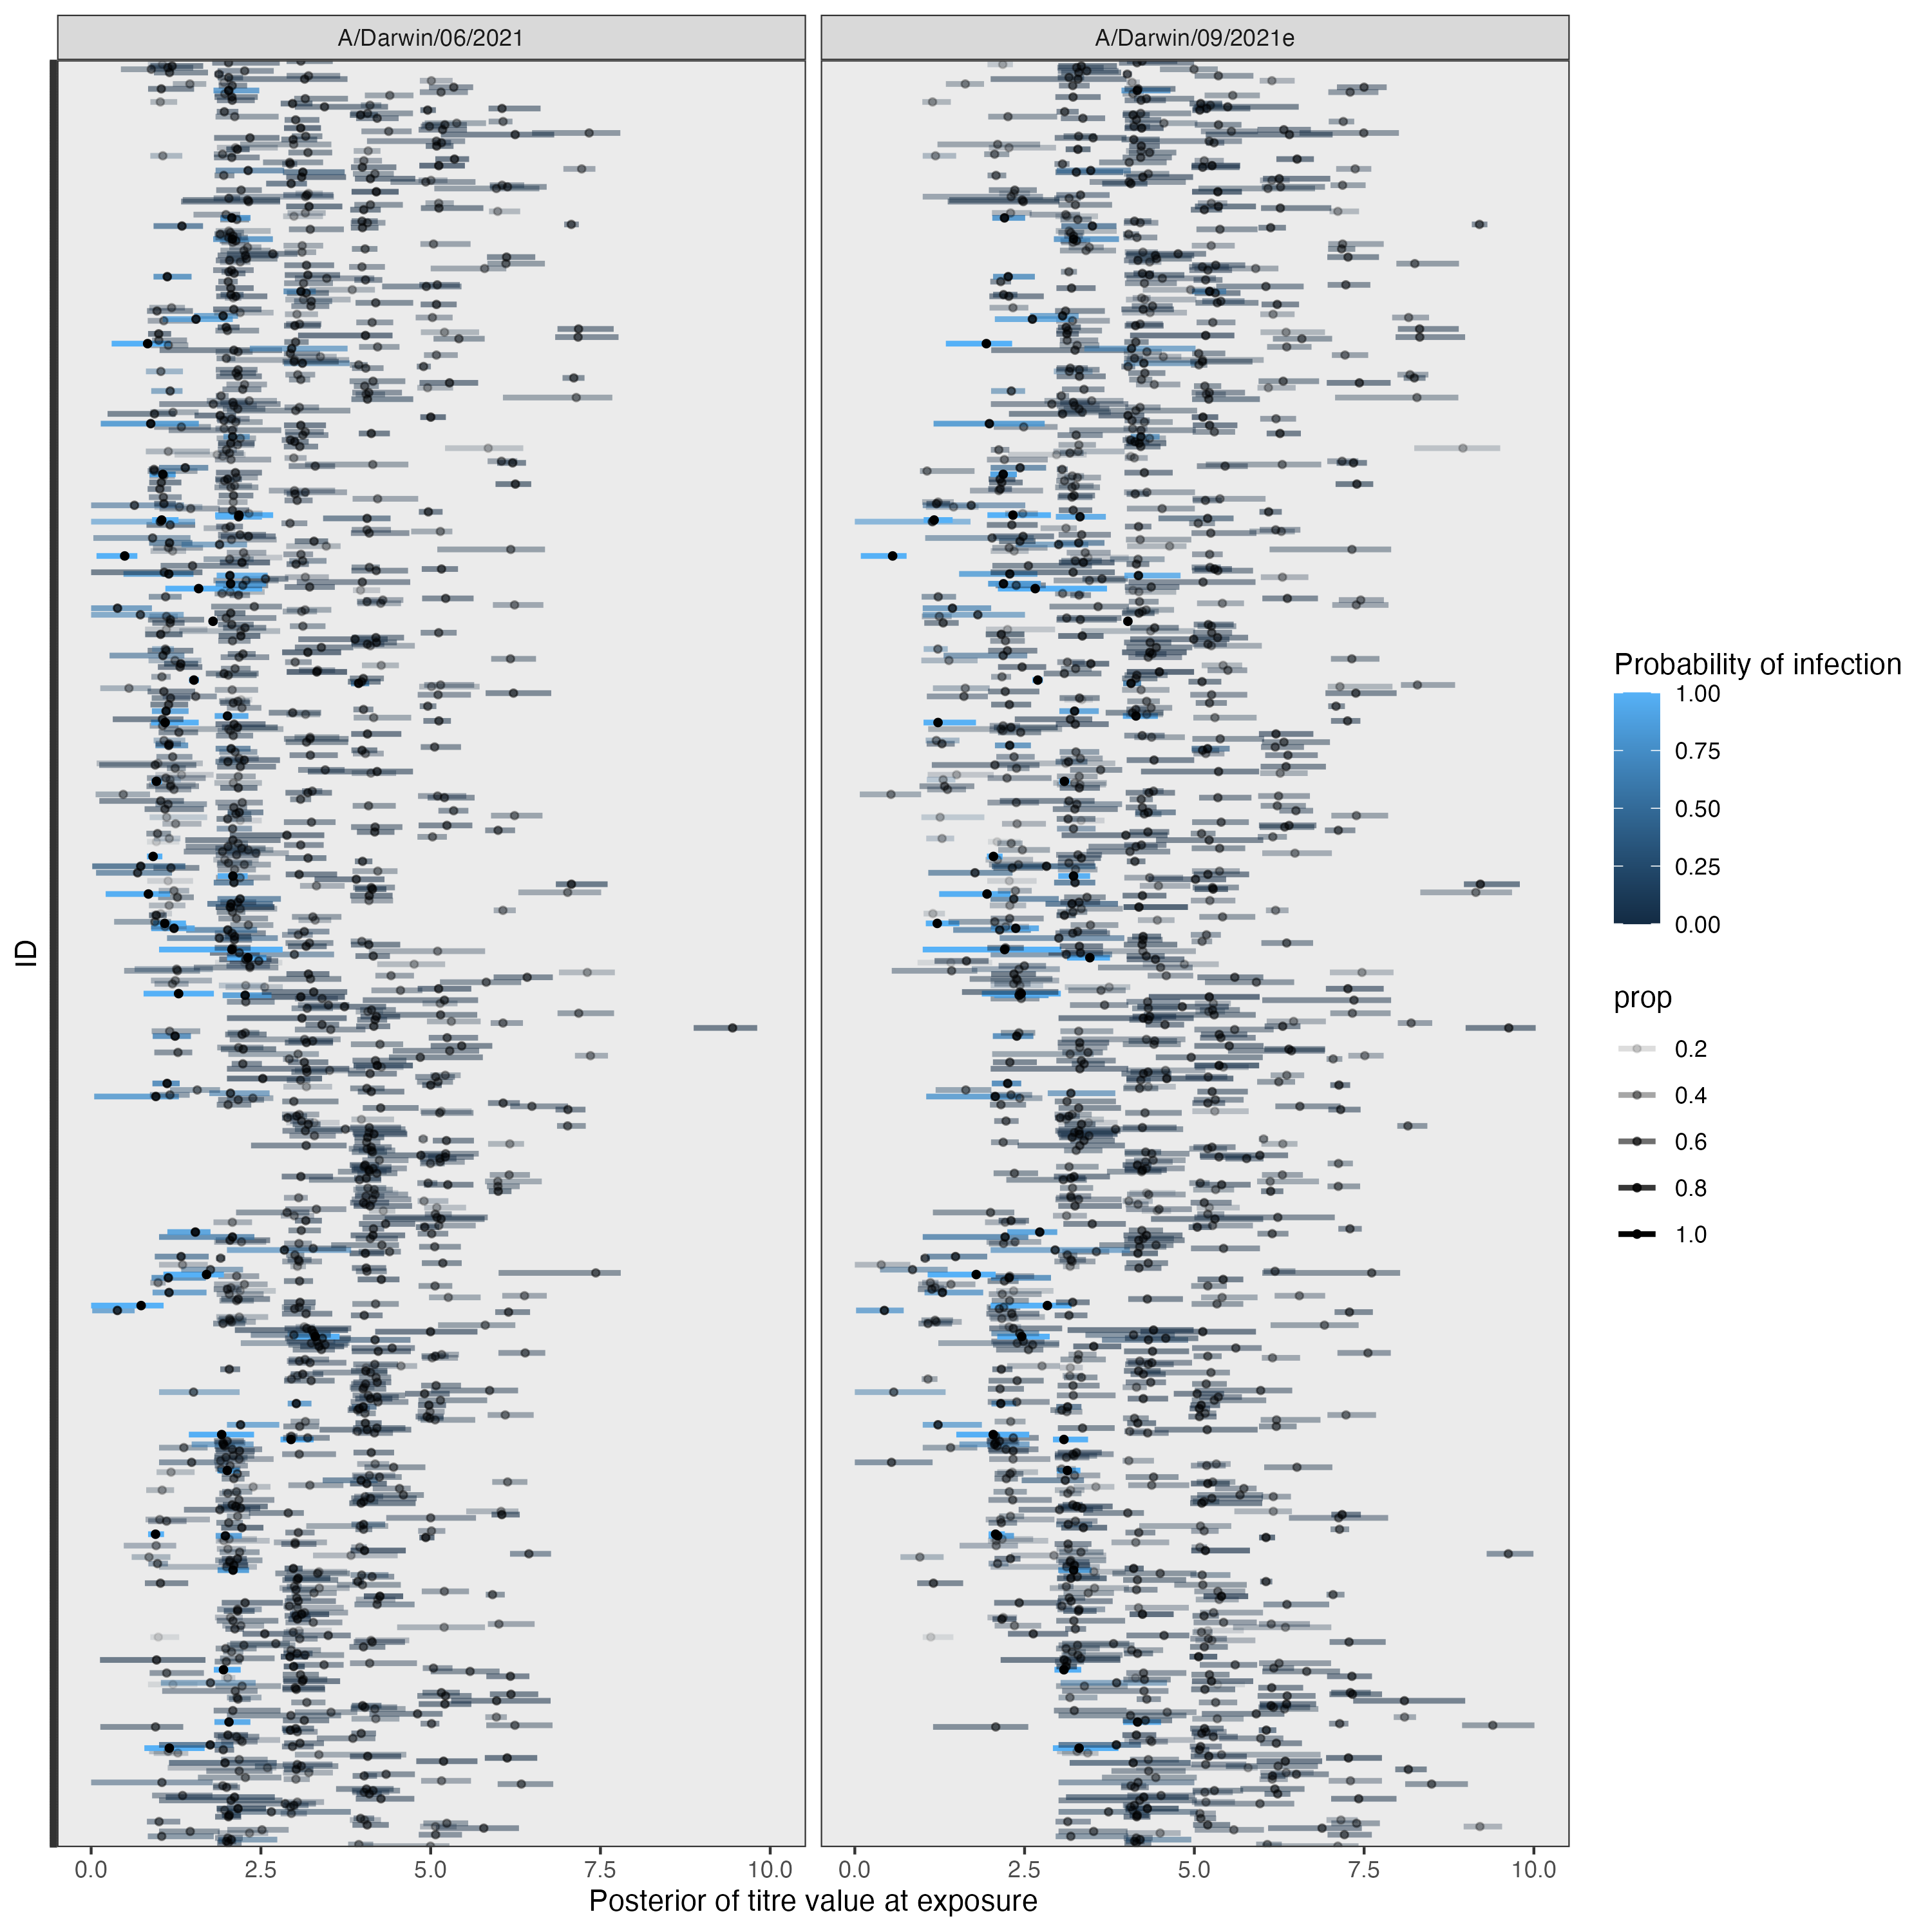 A/Darwin/06/2021
A/Darwin/09/2021e
ID
0.0 2.5 5.0 7.5 10.0
0.0 2.5 5.0 7.5 10.0
Posterior of titre value at exposure
Probability of infection
1.00
0.75
0.50
0.25
0.00
prop
0.2
0.4
0.6
0.8
1.0